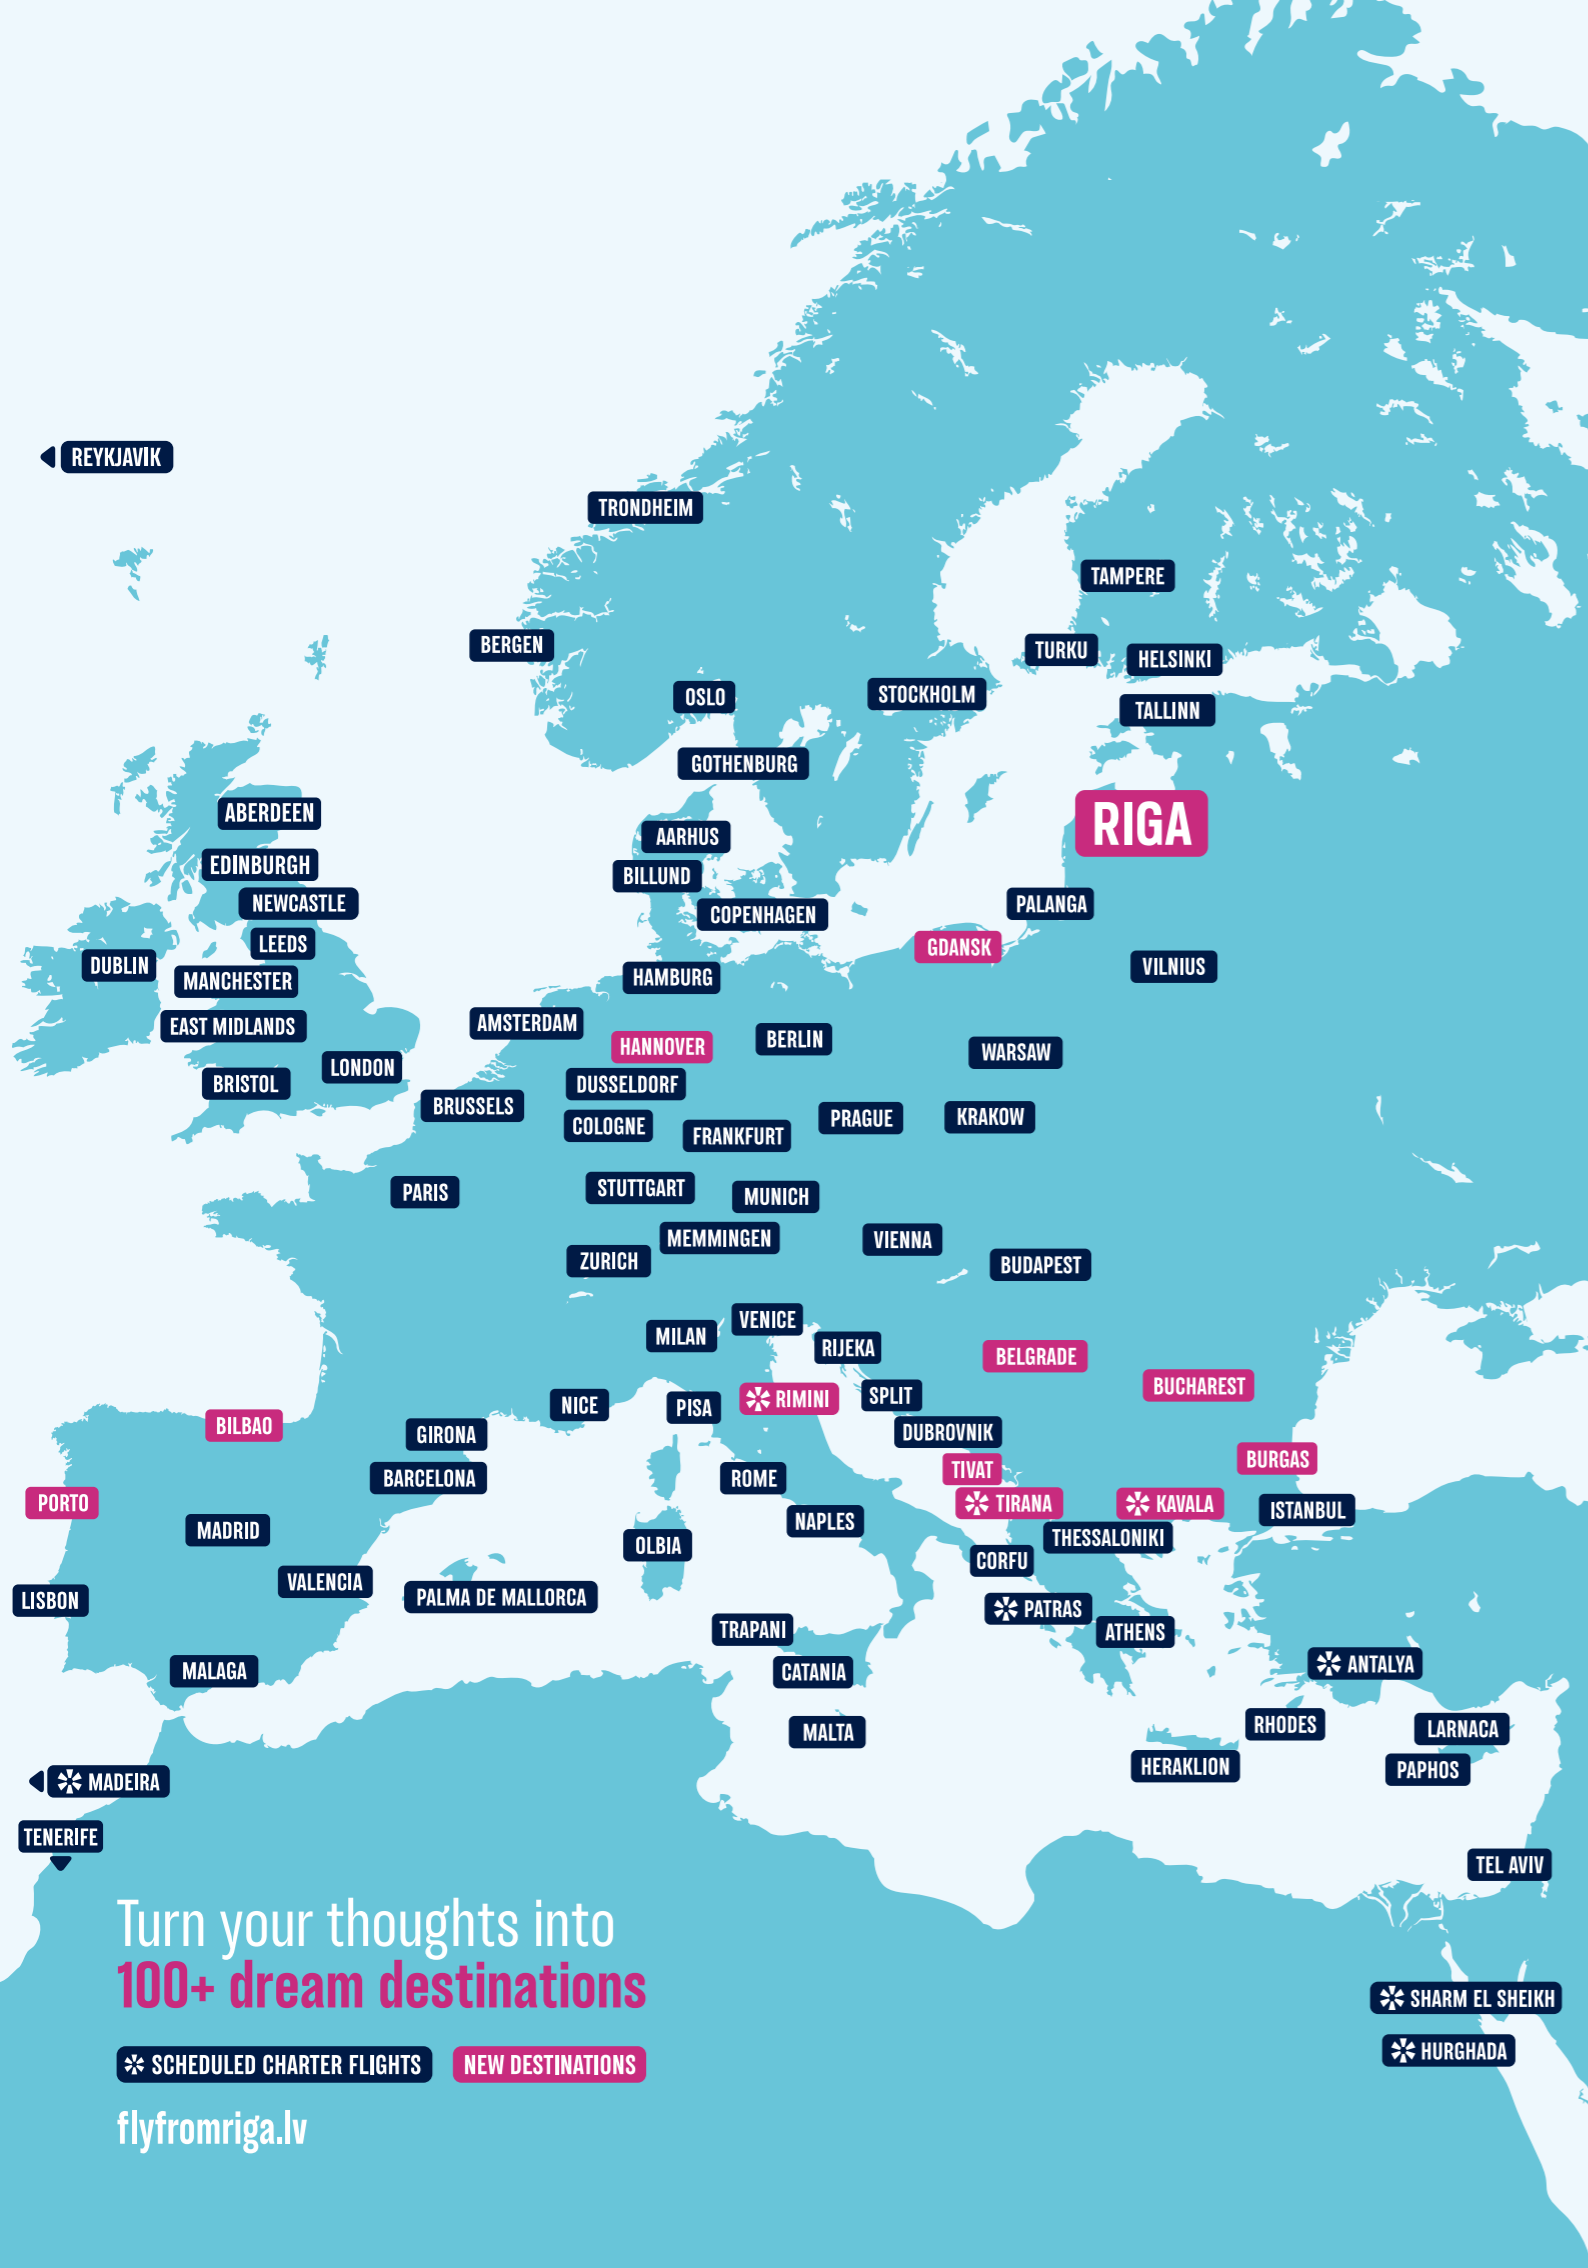 REYKJAVÍK
TRONDHEIM
TAMPERE
BERGEN
TURKU
HELSINKI
OSLO
STOCKHOLM
TALLINN
GOTHENBURG
ABERDEEN
RIGA
AARHUS
EDINBURGH
BILLUND
NEWCASTLE
PALANGA
COPENHAGEN
LEEDS
GDANSK
DUBLIN
VILNIUS
MANCHESTER
HAMBURG
EAST MIDLANDS
AMSTERDAM
BERLIN
HANNOVER
WARSAW
LONDON
BRISTOL
DUSSELDORF
BRUSSELS
COLOGNE
PRAGUE
KRAKOW
FRANKFURT
PARIS
STUTTGART
MUNICH
MEMMINGEN
VIENNA
ZURICH
BUDAPEST
VENICE
MILAN
RIJEKA
BELGRADE
BUCHAREST
RIMINI
SPLIT
NICE
PISA
BILBAO
GIRONA
DUBROVNIK
BURGAS
TIVAT
BARCELONA
ROME
PORTO
TIRANA
KAVALA
ISTANBUL
NAPLES
MADRID
THESSALONIKI
OLBIA
CORFU
VALENCIA
PALMA DE MALLORCA
LISBON
PATRAS
TRAPANI
ATHENS
ANTALYA
MALAGA
CATANIA
RHODES
LARNACA
MALTA
HERAKLION
PAPHOS
MADEIRA
TENERIFE
TEL AVIV
Turn your thoughts into
100+ dream destinations
SHARM EL SHEIKH
HURGHADA
SCHEDULED CHARTER FLIGHTS NEW DESTINATIONS
flyfromriga.lv